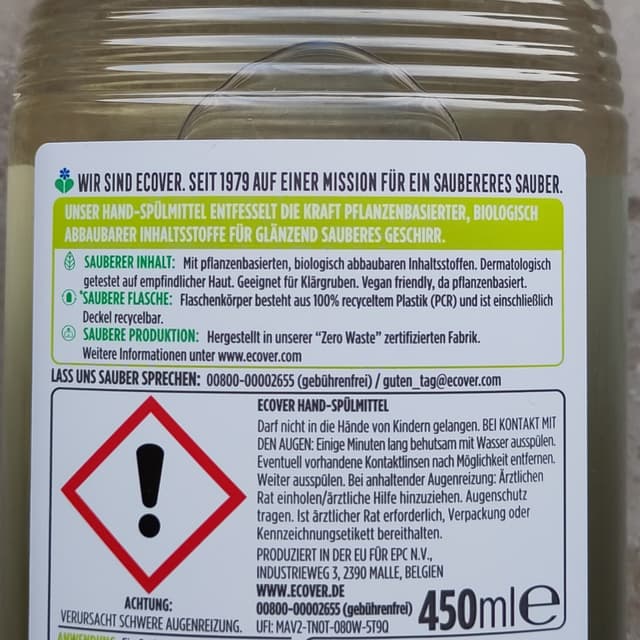 WIR SIND ECOVER. SEIT 1979 AUF EINER MISSION FÜR EIN SAUBERERES SAUBER.
UNSER HAND-SPÜLMITTEL ENTFESSELT DIE KRAFT PFLANZENBASIERTER, BIOLOGISCH
ABBAUBARER INHALTSSTOFFE FÜR GLÄNZEND SAUBERES GESCHIRR.
SAUBERER INHALT: Mit pflanzenbasierten, biologisch abbaubaren Inhaltsstoffen. Dermatologisch
getestet auf empfindlicher Haut. Geeignet für Klärgruben. Vegan friendly, da pflanzenbasiert.
*SAUBERE FLASCHE: Flaschenkörper besteht aus 100% recyceltem Plastik (PCR) und ist einschließlich
Deckel recycelbar.
SAUBERE PRODUKTION: Hergestellt in unserer "Zero Waste" zertifizierten Fabrik.
Weitere Informationen unter www.ecover.com
LASS UNS SAUBER SPRECHEN: 00800-00002655 (gebührenfrei) / guten_tag@ecover.com
ECOVER HAND-SPÜLMITTEL
Darf nicht in die Hände von Kindern gelangen. BEI KONTAKT MIT
DEN AUGEN: Einige Minuten lang behutsam mit Wasser ausspülen.
Eventuell vorhandene Kontaktlinsen nach Möglichkeit entfernen.
Weiter ausspülen. Bei anhaltender Augenreizung: Ärztlichen
Rat einholen/ärztliche Hilfe hinzuziehen. Augenschutz
tragen. Ist ärztlicher Rat erforderlich, Verpackung oder
Kennzeichnungsetikett bereithalten.
PRODUZIERT IN DER EU FÜR EPC N.V.,
INDUSTRIEWEG 3, 2390 MALLE, BELGIEN
WWW.ECOVER.DE
00800-00002655 (gebührenfrei)
UFI: MAV2-TN0T-080W-5T9Q
450ml℮
ACHTUNG:
VERURSACHT SCHWERE AUGENREIZUNG.
ANWENDUNG: